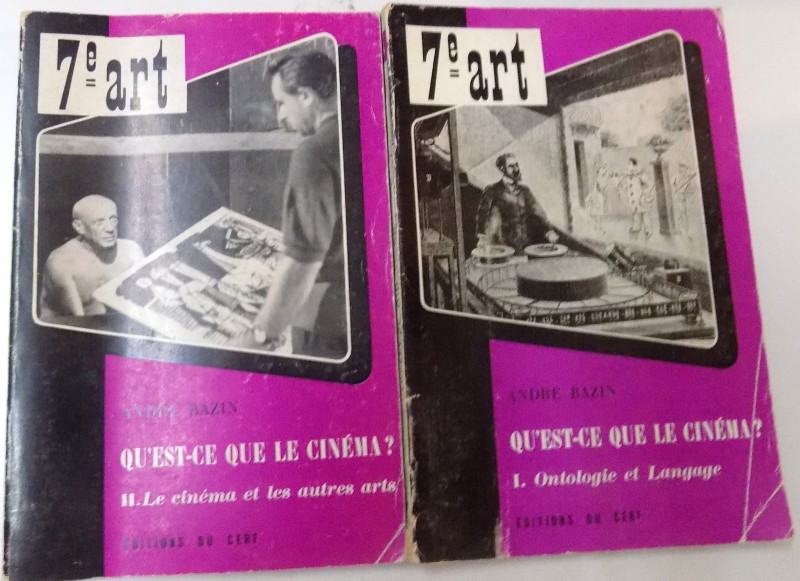 7e art
ANDRÉ BAZIN
QU'EST-CE QUE LE CINÉMA?
II. Le cinéma et les autres arts
ÉDITIONS DU CERF
7e art
ANDRÉ BAZIN
QU'EST-CE QUE LE CINÉMA?
I. Ontologie et Langage
ÉDITIONS DU CERF